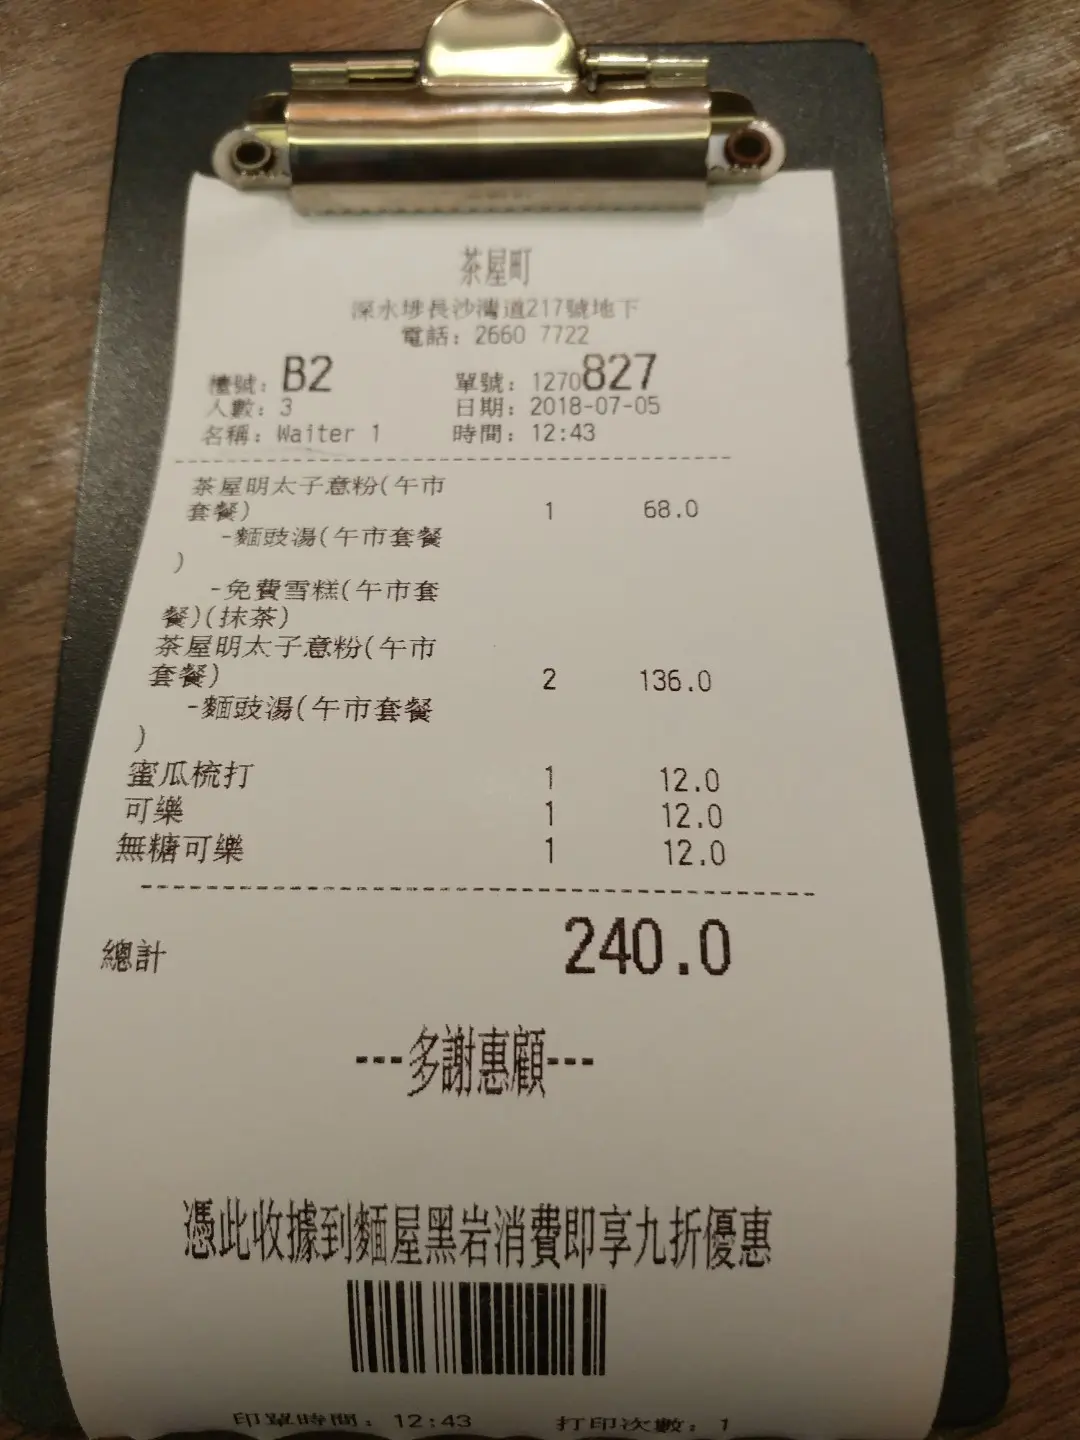 茶屋町
深水埗長沙灣道217號地下
電話: 2660 7722
檯號: B2 單號: 1270827
人數: 3 日期: 2018-07-05
名稱: Waiter 1 時間: 12:43
茶屋明太子意粉(午市
套餐) 1 68.0
-麵豉湯(午市套餐
)
-免費雪糕(午市套
餐)(抹茶)
茶屋明太子意粉(午市
套餐) 2 136.0
-麵豉湯(午市套餐
)
蜜瓜梳打 1 12.0
可樂 1 12.0
無糖可樂 1 12.0
總計 240.0
---多謝惠顧---
憑此收據到麵屋黑岩消費即享九折優惠
印單時間: 12:43 打印次數: 1